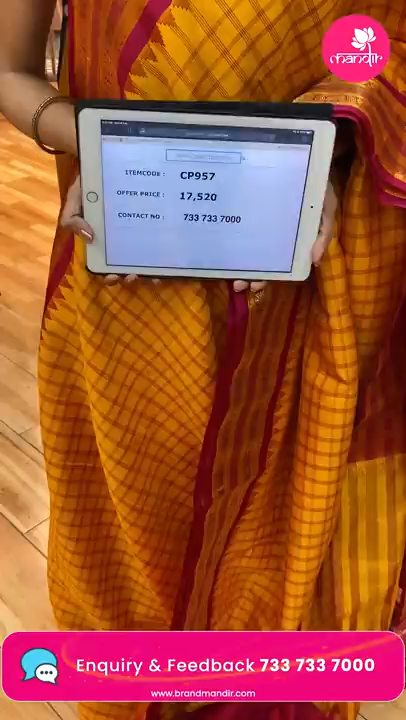 mandir
ITEMCODE : CP957
OFFER PRICE : 17,520
CONTACT NO : 733 733 7000
Enquiry & Feedback 733 733 7000
www.brandmandir.com